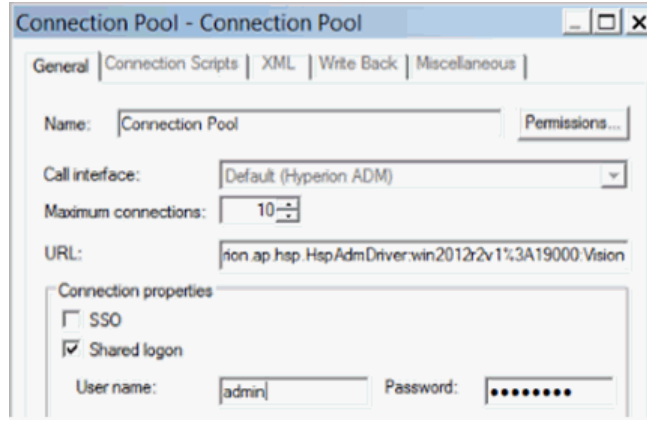 Connection Pool - Connection Pool
General Connection Scripts XML Write Back Miscellaneous
Name: Connection Pool Permissions...
Call interface: Default (Hyperion ADM)
Maximum connections: 10
URL: rion.ap.hsp.HspAdmDriver:win2012r2v1%3A19000:Vision
Connection properties
SSO
Shared logon
User name: admin Password: ••••••••